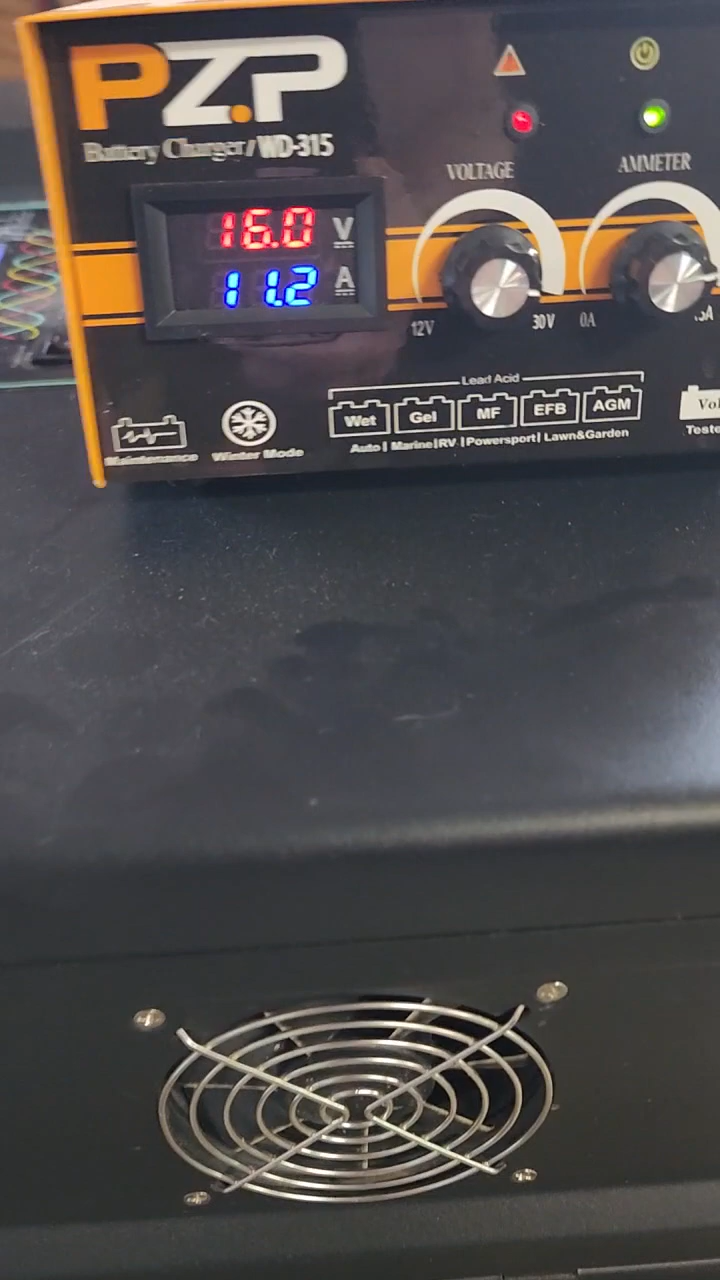 PZP
Battery Charger/WD-315
VOLTAGE
AMMETER
16.0 V
11.2 A
12V
30V
0A
Lead Acid
Wet
Gel
MF
EFB
AGM
Auto | Marine|RV | Powersport| Lawn&Garden
Maintenance
Winter Mode